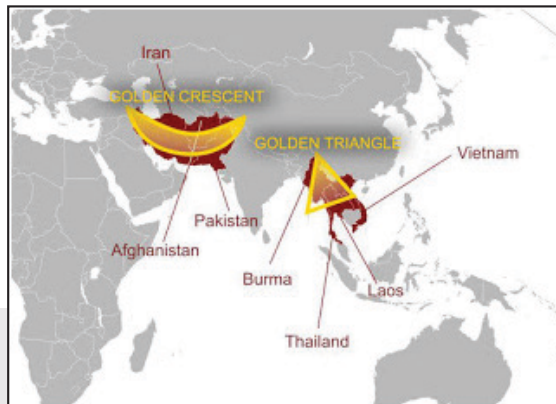 Iran
GOLDEN CRESCENT
GOLDEN TRIANGLE
Vietnam
Pakistan
Afghanistan
Burma
Laos
Thailand